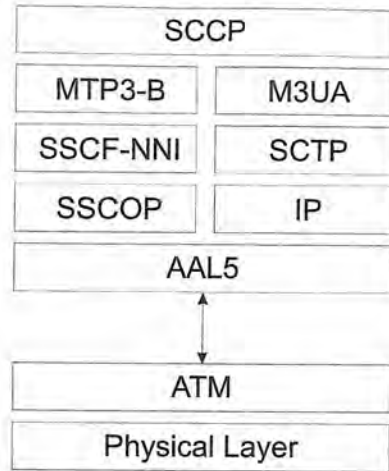 SCCP
MTP3-B M3UA
SSCF-NNI SCTP
SSCOP IP
AAL5
ATM
Physical Layer